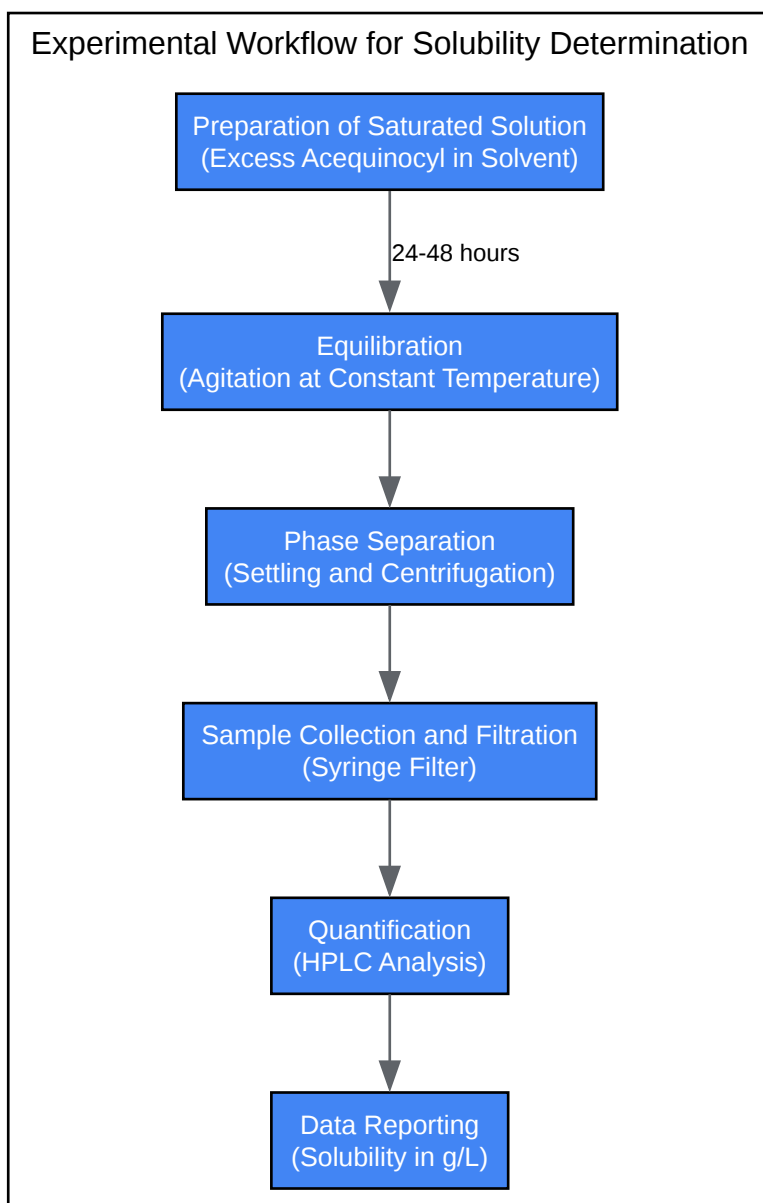 Experimental Workflow for Solubility Determination
Preparation of Saturated Solution
(Excess Acequinocyl in Solvent)
24-48 hours
Equilibration
(Agitation at Constant Temperature)
Phase Separation
(Settling and Centrifugation)
Sample Collection and Filtration
(Syringe Filter)
Quantification
(HPLC Analysis)
Data Reporting
(Solubility in g/L)